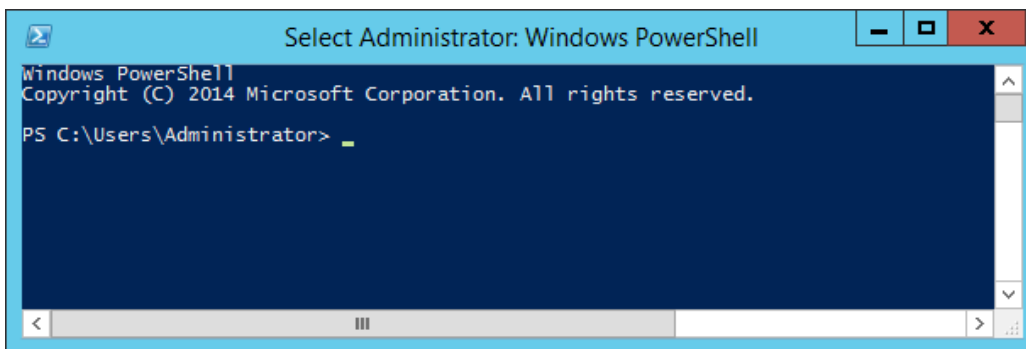 Select Administrator: Windows PowerShell
Windows PowerShell
Copyright (C) 2014 Microsoft Corporation. All rights reserved.
PS C:\Users\Administrator>